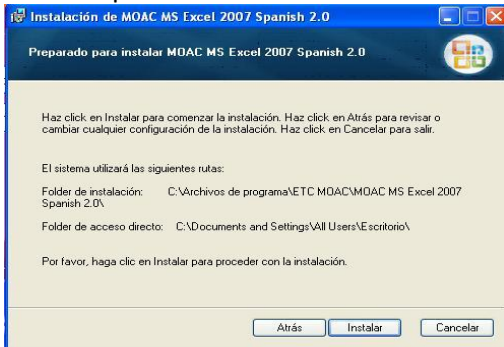 Instalación de MOAC MS Excel 2007 Spanish 2.0
Preparado para instalar MOAC MS Excel 2007 Spanish 2.0
Haz click en Instalar para comenzar la instalación. Haz click en Atrás para revisar o
cambiar cualquier configuración de la instalación. Haz click en Cancelar para salir.
El sistema utilizará las siguientes rutas:
Folder de instalación: C:\Archivos de programa\ETC MOAC\MOAC MS Excel 2007
Spanish 2.0\
Folder de acceso directo: C:\Documents and Settings\All Users\Escritorio\
Por favor, haga clic en Instalar para proceder con la instalación.
Atrás Instalar Cancelar